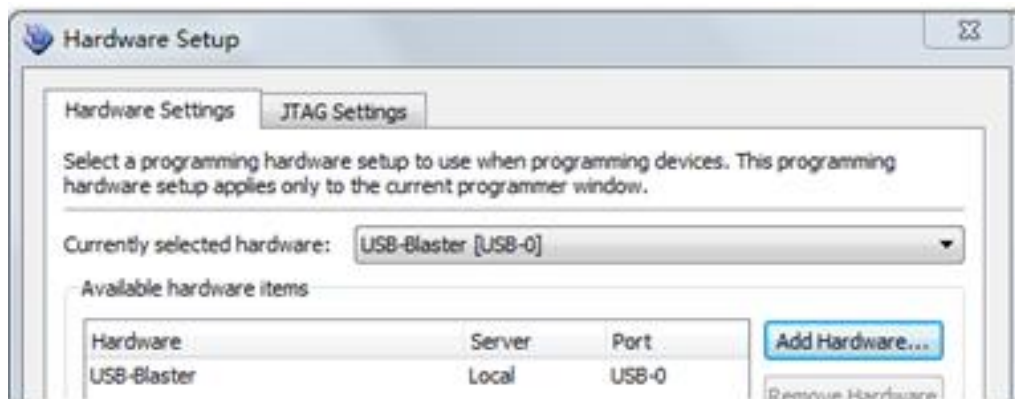 Hardware Setup
Hardware Settings JTAG Settings
Select a programming hardware setup to use when programming devices. This programming
hardware setup applies only to the current programmer window.
Currently selected hardware: USB-Blaster [USB-0]
Available hardware items
Hardware Server Port Add Hardware...
USB-Blaster Local USB-0
Remove Hardware